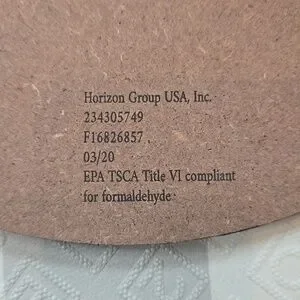 Horizon Group USA, Inc.
234305749
F16826857
03/20
EPA TSCA Title VI compliant
for formaldehyde